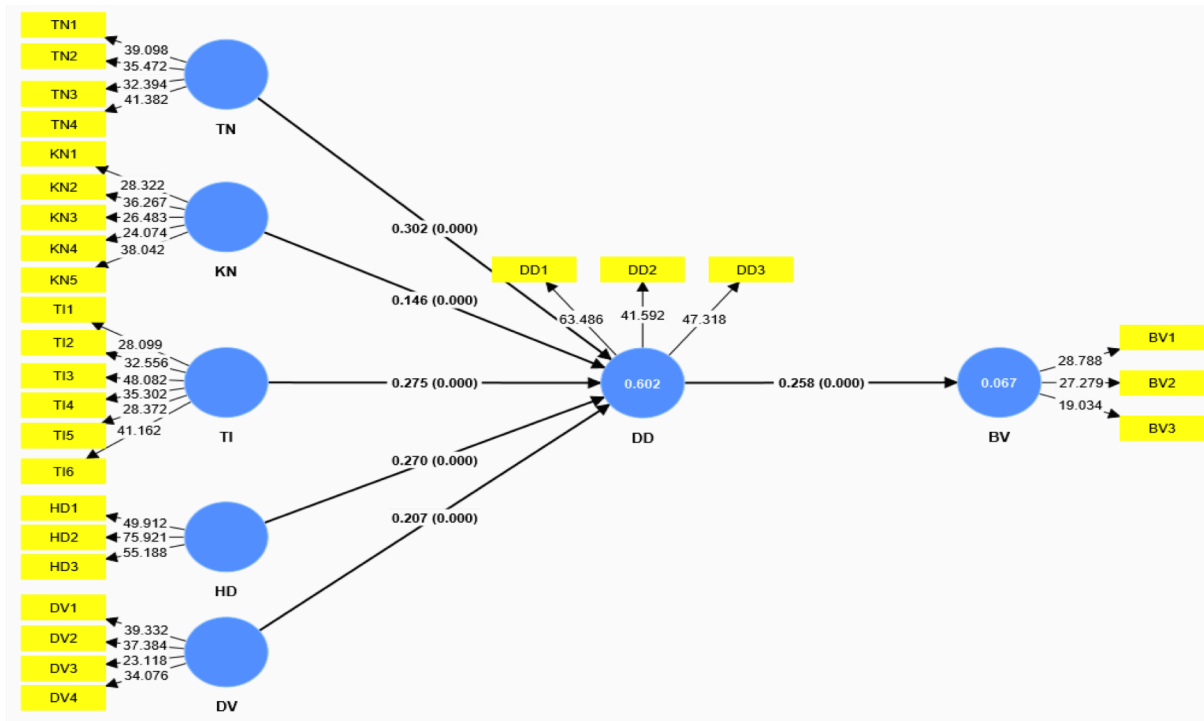 TN1
TN2
TN3
TN4
39.098
35.472
32.394
41.382
TN
KN1
KN2
KN3
KN4
KN5
28.322
36.267
26.483
24.074
38.042
KN
TI1
TI2
TI3
TI4
TI5
TI6
28.099
32.556
48.082
35.302
28.372
41.162
TI
HD1
HD2
HD3
49.912
75.921
55.188
HD
DV1
DV2
DV3
DV4
39.332
37.384
23.118
34.076
DV
0.302 (0.000)
0.146 (0.000)
0.275 (0.000)
0.270 (0.000)
0.207 (0.000)
DD1
DD2
DD3
63.486
41.592
47.318
0.602
DD
0.258 (0.000)
0.067
BV
28.788
27.279
19.034
BV1
BV2
BV3